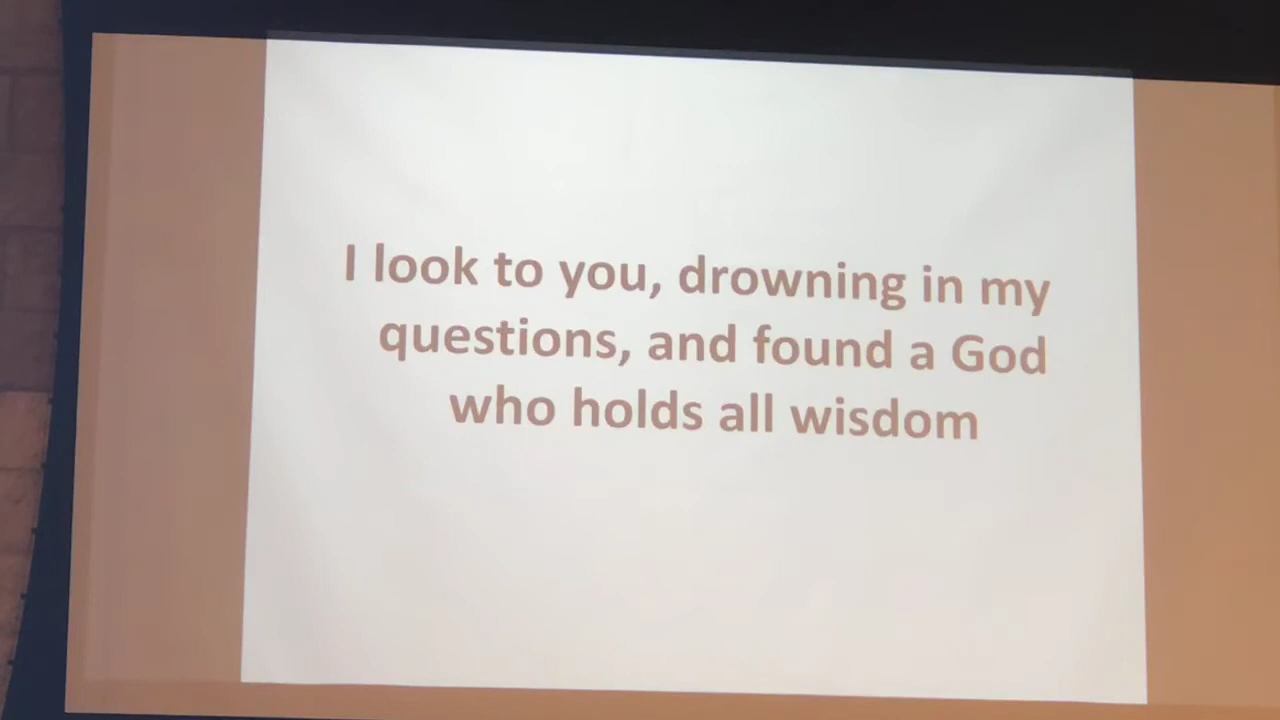 I look to you, drowning in my
questions, and found a God
who holds all wisdom